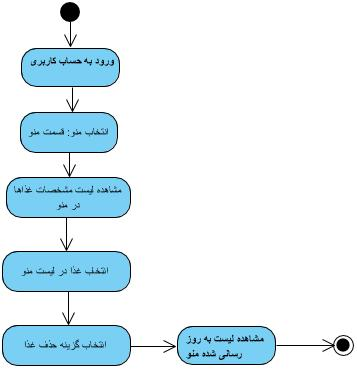 ورود به حساب کاربری
انتخاب منو: قسمت منو
مشاهده لیست مشخصات غذاها
در منو
انتخاب غذا در لیست منو
انتخاب گزینه حذف غذا
مشاهده لیست به روز
رسانی شده منو